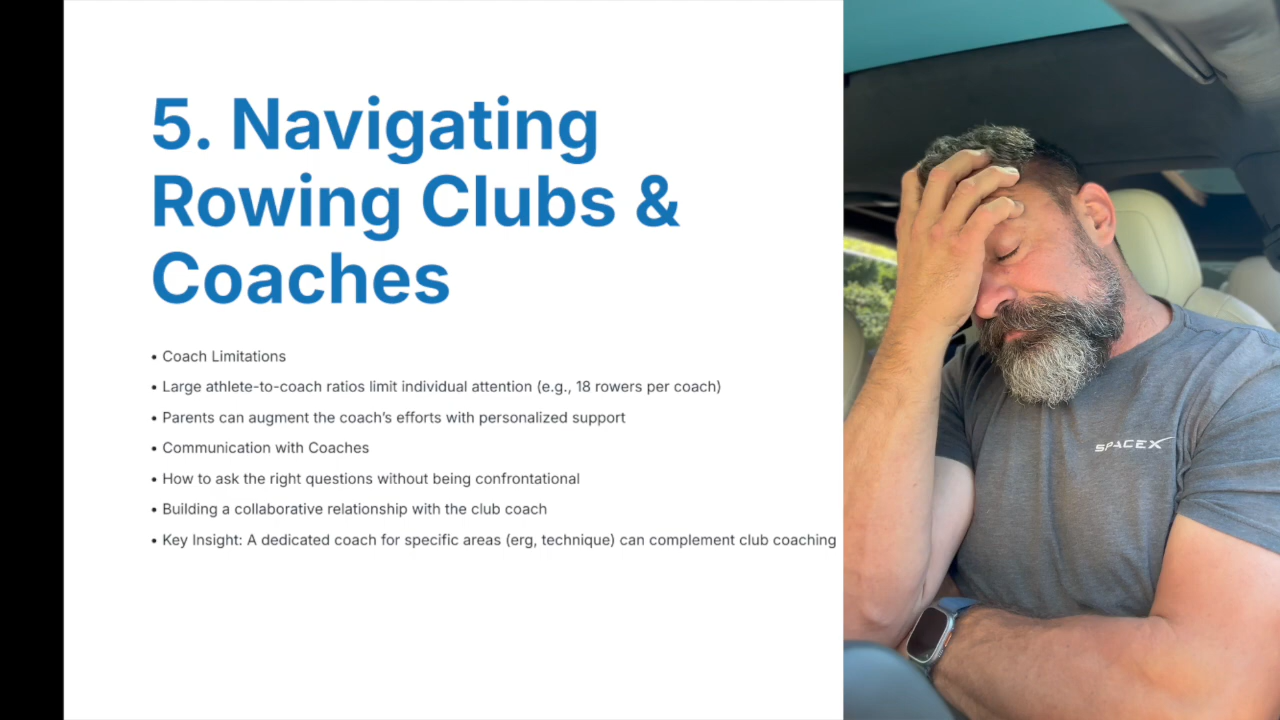 5. Navigating
Rowing Clubs &
Coaches
• Coach Limitations
• Large athlete-to-coach ratios limit individual attention (e.g., 18 rowers per coach)
• Parents can augment the coach’s efforts with personalized support
• Communication with Coaches
• How to ask the right questions without being confrontational
• Building a collaborative relationship with the club coach
• Key Insight: A dedicated coach for specific areas (erg, technique) can complement club coaching
SPACEX